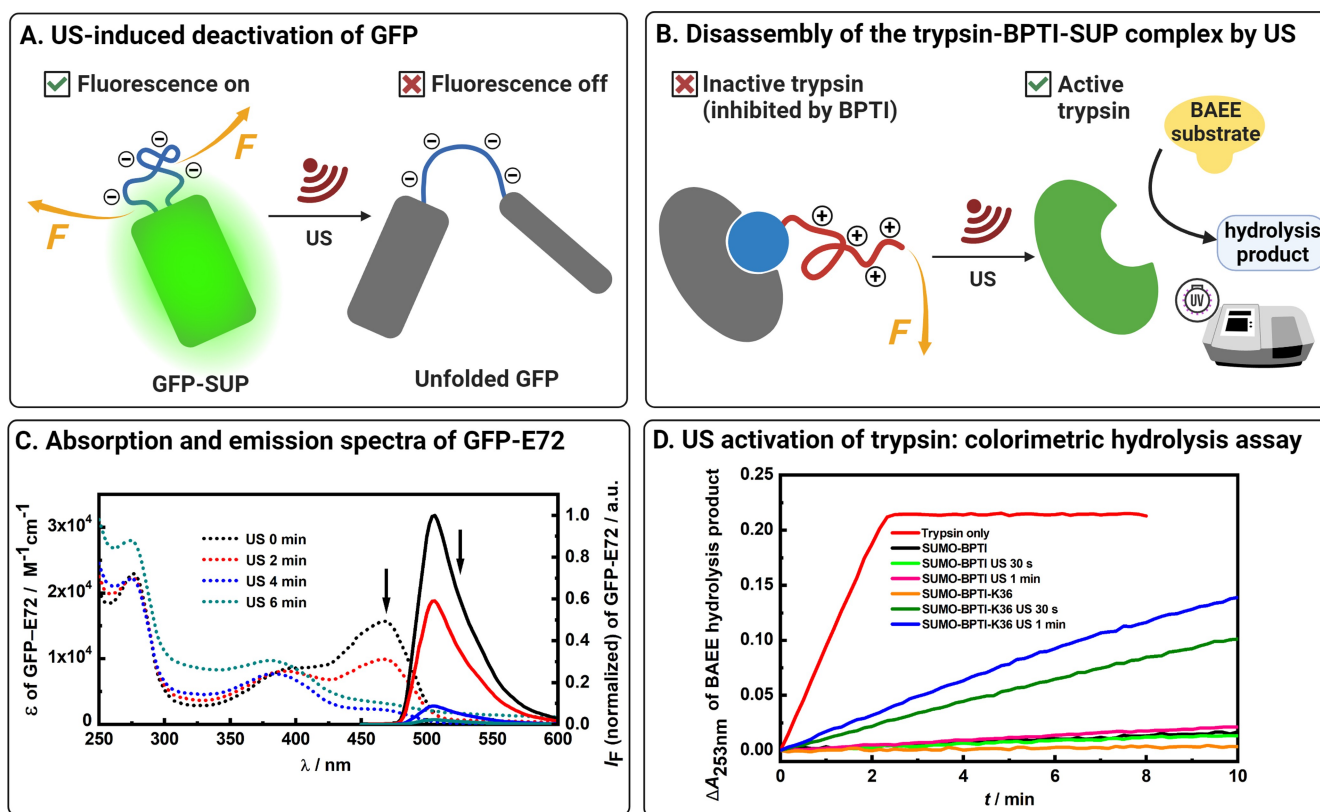 A. US-induced deactivation of GFP
Fluorescence on
Fluorescence off
F
F
US
GFP-SUP
Unfolded GFP
B. Disassembly of the trypsin-BPTI-SUP complex by US
Inactive trypsin
(inhibited by BPTI)
Active
trypsin
BAEE
substrate
hydrolysis
product
UV
US
F
C. Absorption and emission spectra of GFP-E72
ε of GFP–E72 / M⁻¹cm⁻¹
3x10⁴
2x10⁴
1x10⁴
0
US 0 min
US 2 min
US 4 min
US 6 min
1.0
0.8
0.6
0.4
0.2
0.0
I_F (normalized) of GFP-E72 / a.u.
250 300 350 400 450 500 550 600
λ / nm
D. US activation of trypsin: colorimetric hydrolysis assay
ΔA₂₅₃nm of BAEE hydrolysis product
0.25
0.20
0.15
0.10
0.05
0.00
Trypsin only
SUMO-BPTI
SUMO-BPTI US 30 s
SUMO-BPTI US 1 min
SUMO-BPTI-K36
SUMO-BPTI-K36 US 30 s
SUMO-BPTI-K36 US 1 min
0 2 4 6 8 10
t / min